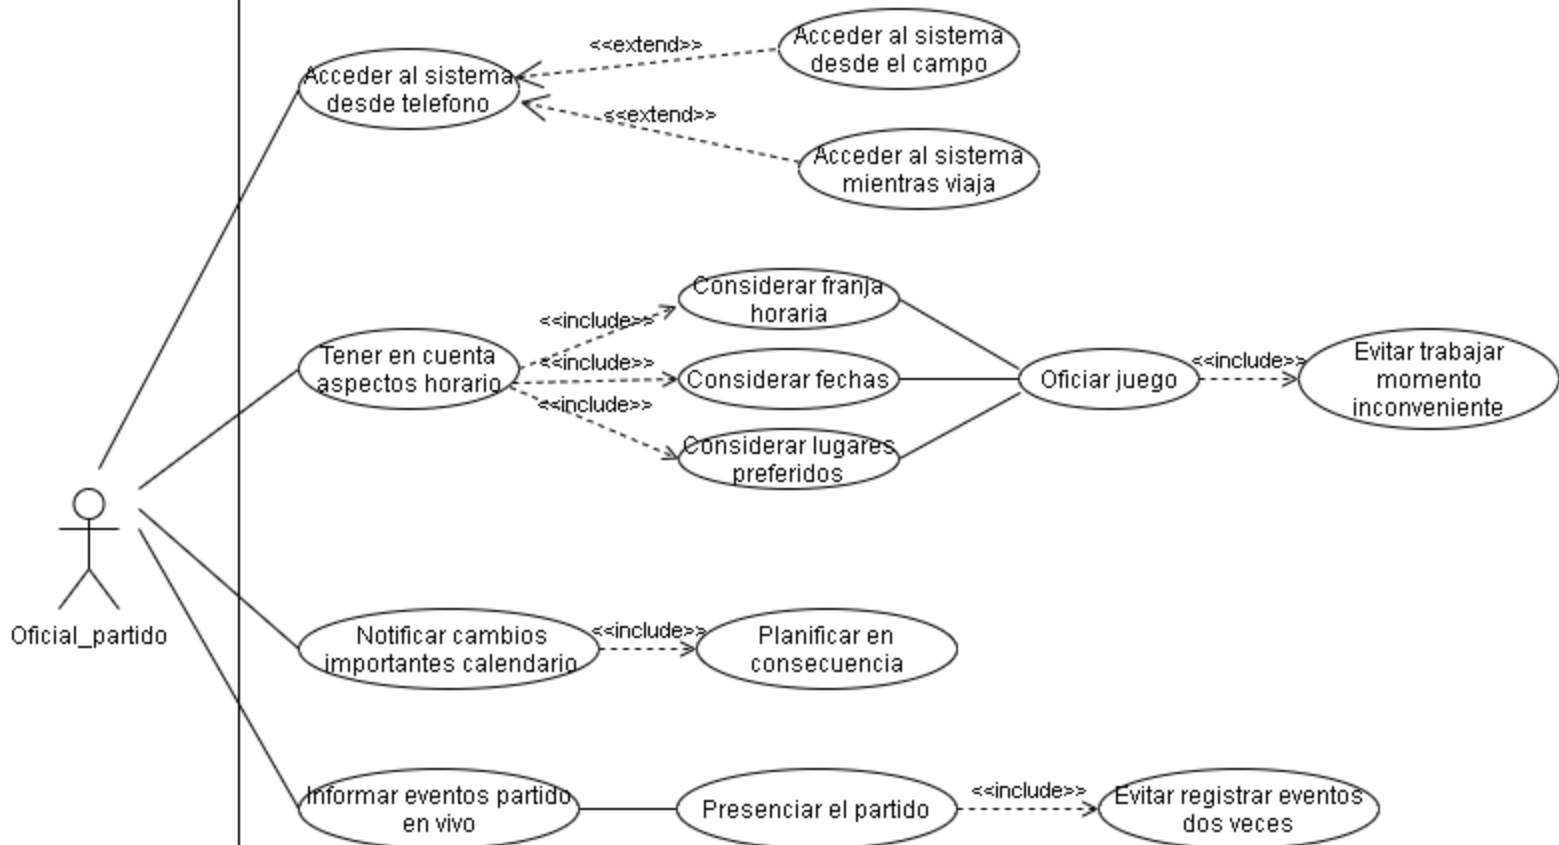 <<extend>>
Acceder al sistema
desde el campo
Acceder al sistema
desde telefono
<<extend>>
Acceder al sistema
mientras viaja
Considerar franja
horaria
<<include>>
Tener en cuenta
aspectos horario
<<include>>
Considerar fechas
Oficiar juego
<<include>>
Evitar trabajar
momento
inconveniente
<<include>>
Considerar lugares
preferidos
Oficial_partido
Notificar cambios
importantes calendario
<<include>>
Planificar en
consecuencia
Informar eventos partido
en vivo
Presenciar el partido
<<include>>
Evitar registrar eventos
dos veces